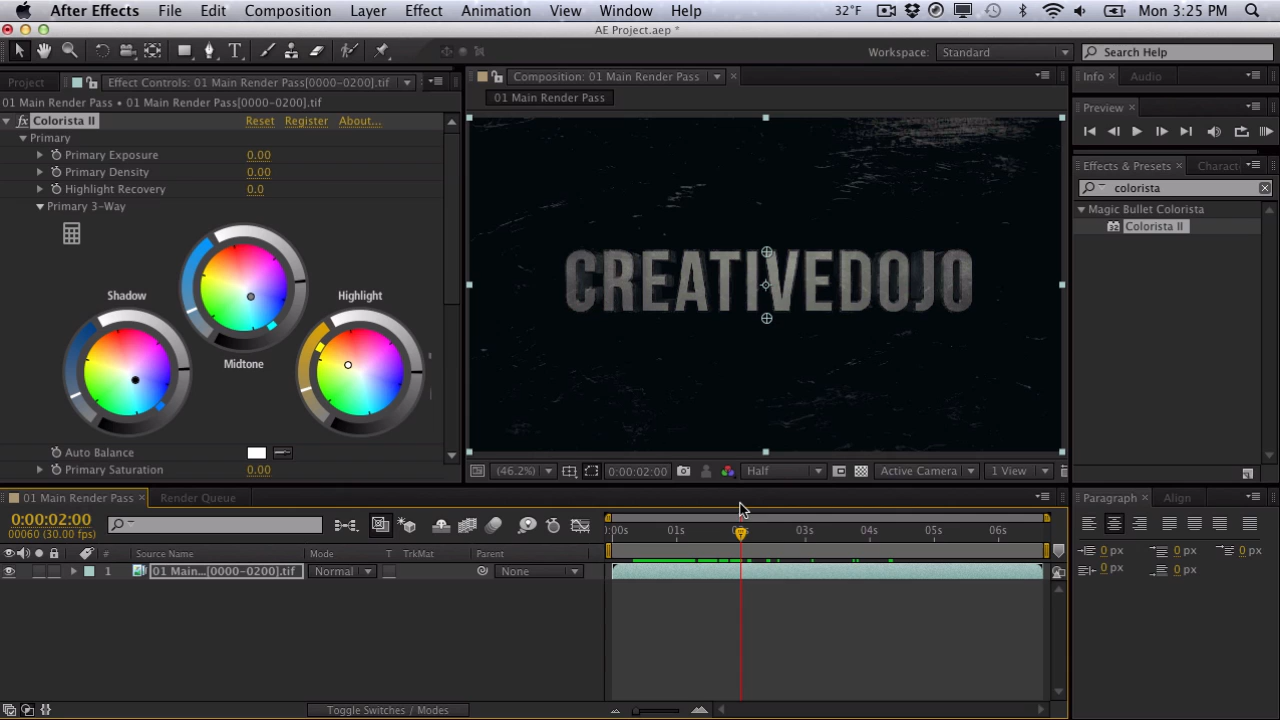 After Effects File Edit Composition Layer Effect Animation View Window Help 32°F Mon 3:25 PM
AE Project.aep *
T Workspace: Standard Search Help
Project Effect Controls: 01 Main Render Pass[0000-0200].tif
01 Main Render Pass • 01 Main Render Pass[0000-0200].tif
fx Colorista II Reset Register About...
Primary
Primary Exposure 0.00
Primary Density 0.00
Highlight Recovery 0.0
Primary 3-Way
Shadow
Highlight
Midtone
Auto Balance
Primary Saturation 0.00
Composition: 01 Main Render Pass
01 Main Render Pass
CREATIVEDOJO
(46.2%) 0:00:02:00 Half Active Camera 1 View
Info Audio
Preview
Effects & Presets Charact
colorista
Magic Bullet Colorista
32 Colorista II
01 Main Render Pass Render Queue
0:00:02:00
00060 (30.00 fps)
:00s 01s 03s 04s 05s 06s
# Source Name Mode T TrkMat Parent
1 01 Main...[0000-0200].tif Normal None
Toggle Switches / Modes
Paragraph Align
0 px 0 px 0 px
0 px 0 px